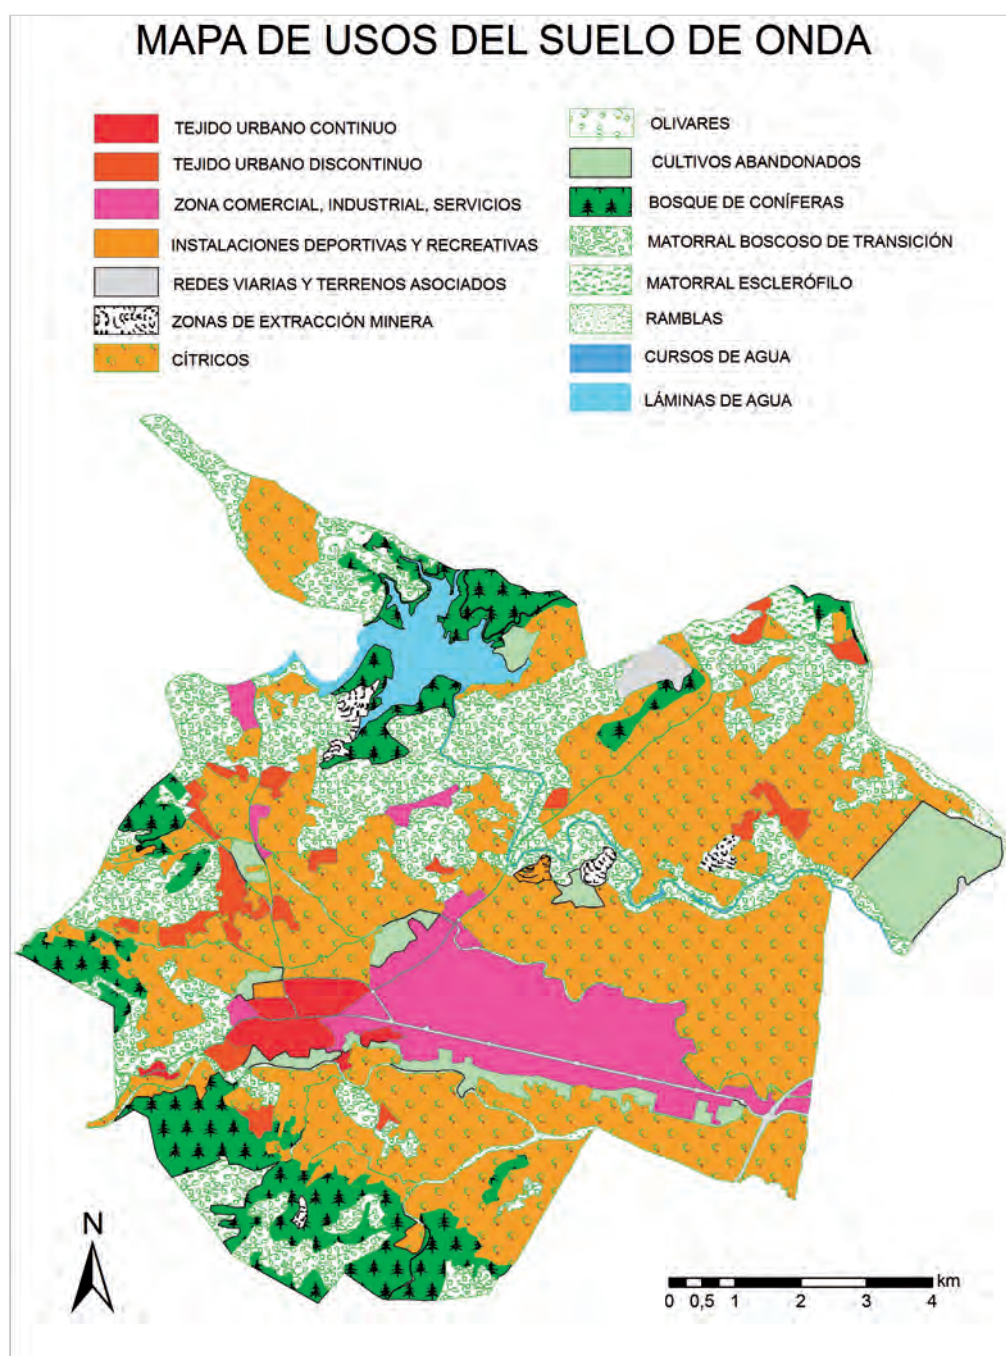 MAPA DE USOS DEL SUELO DE ONDA
TEJIDO URBANO CONTINUO
TEJIDO URBANO DISCONTINUO
ZONA COMERCIAL, INDUSTRIAL, SERVICIOS
INSTALACIONES DEPORTIVAS Y RECREATIVAS
REDES VIARIAS Y TERRENOS ASOCIADOS
ZONAS DE EXTRACCIÓN MINERA
CÍTRICOS
OLIVARES
CULTIVOS ABANDONADOS
BOSQUE DE CONÍFERAS
MATORRAL BOSCOSO DE TRANSICIÓN
MATORRAL ESCLERÓFILO
RAMBLAS
CURSOS DE AGUA
LÁMINAS DE AGUA
N
km
0 0,5 1 2 3 4